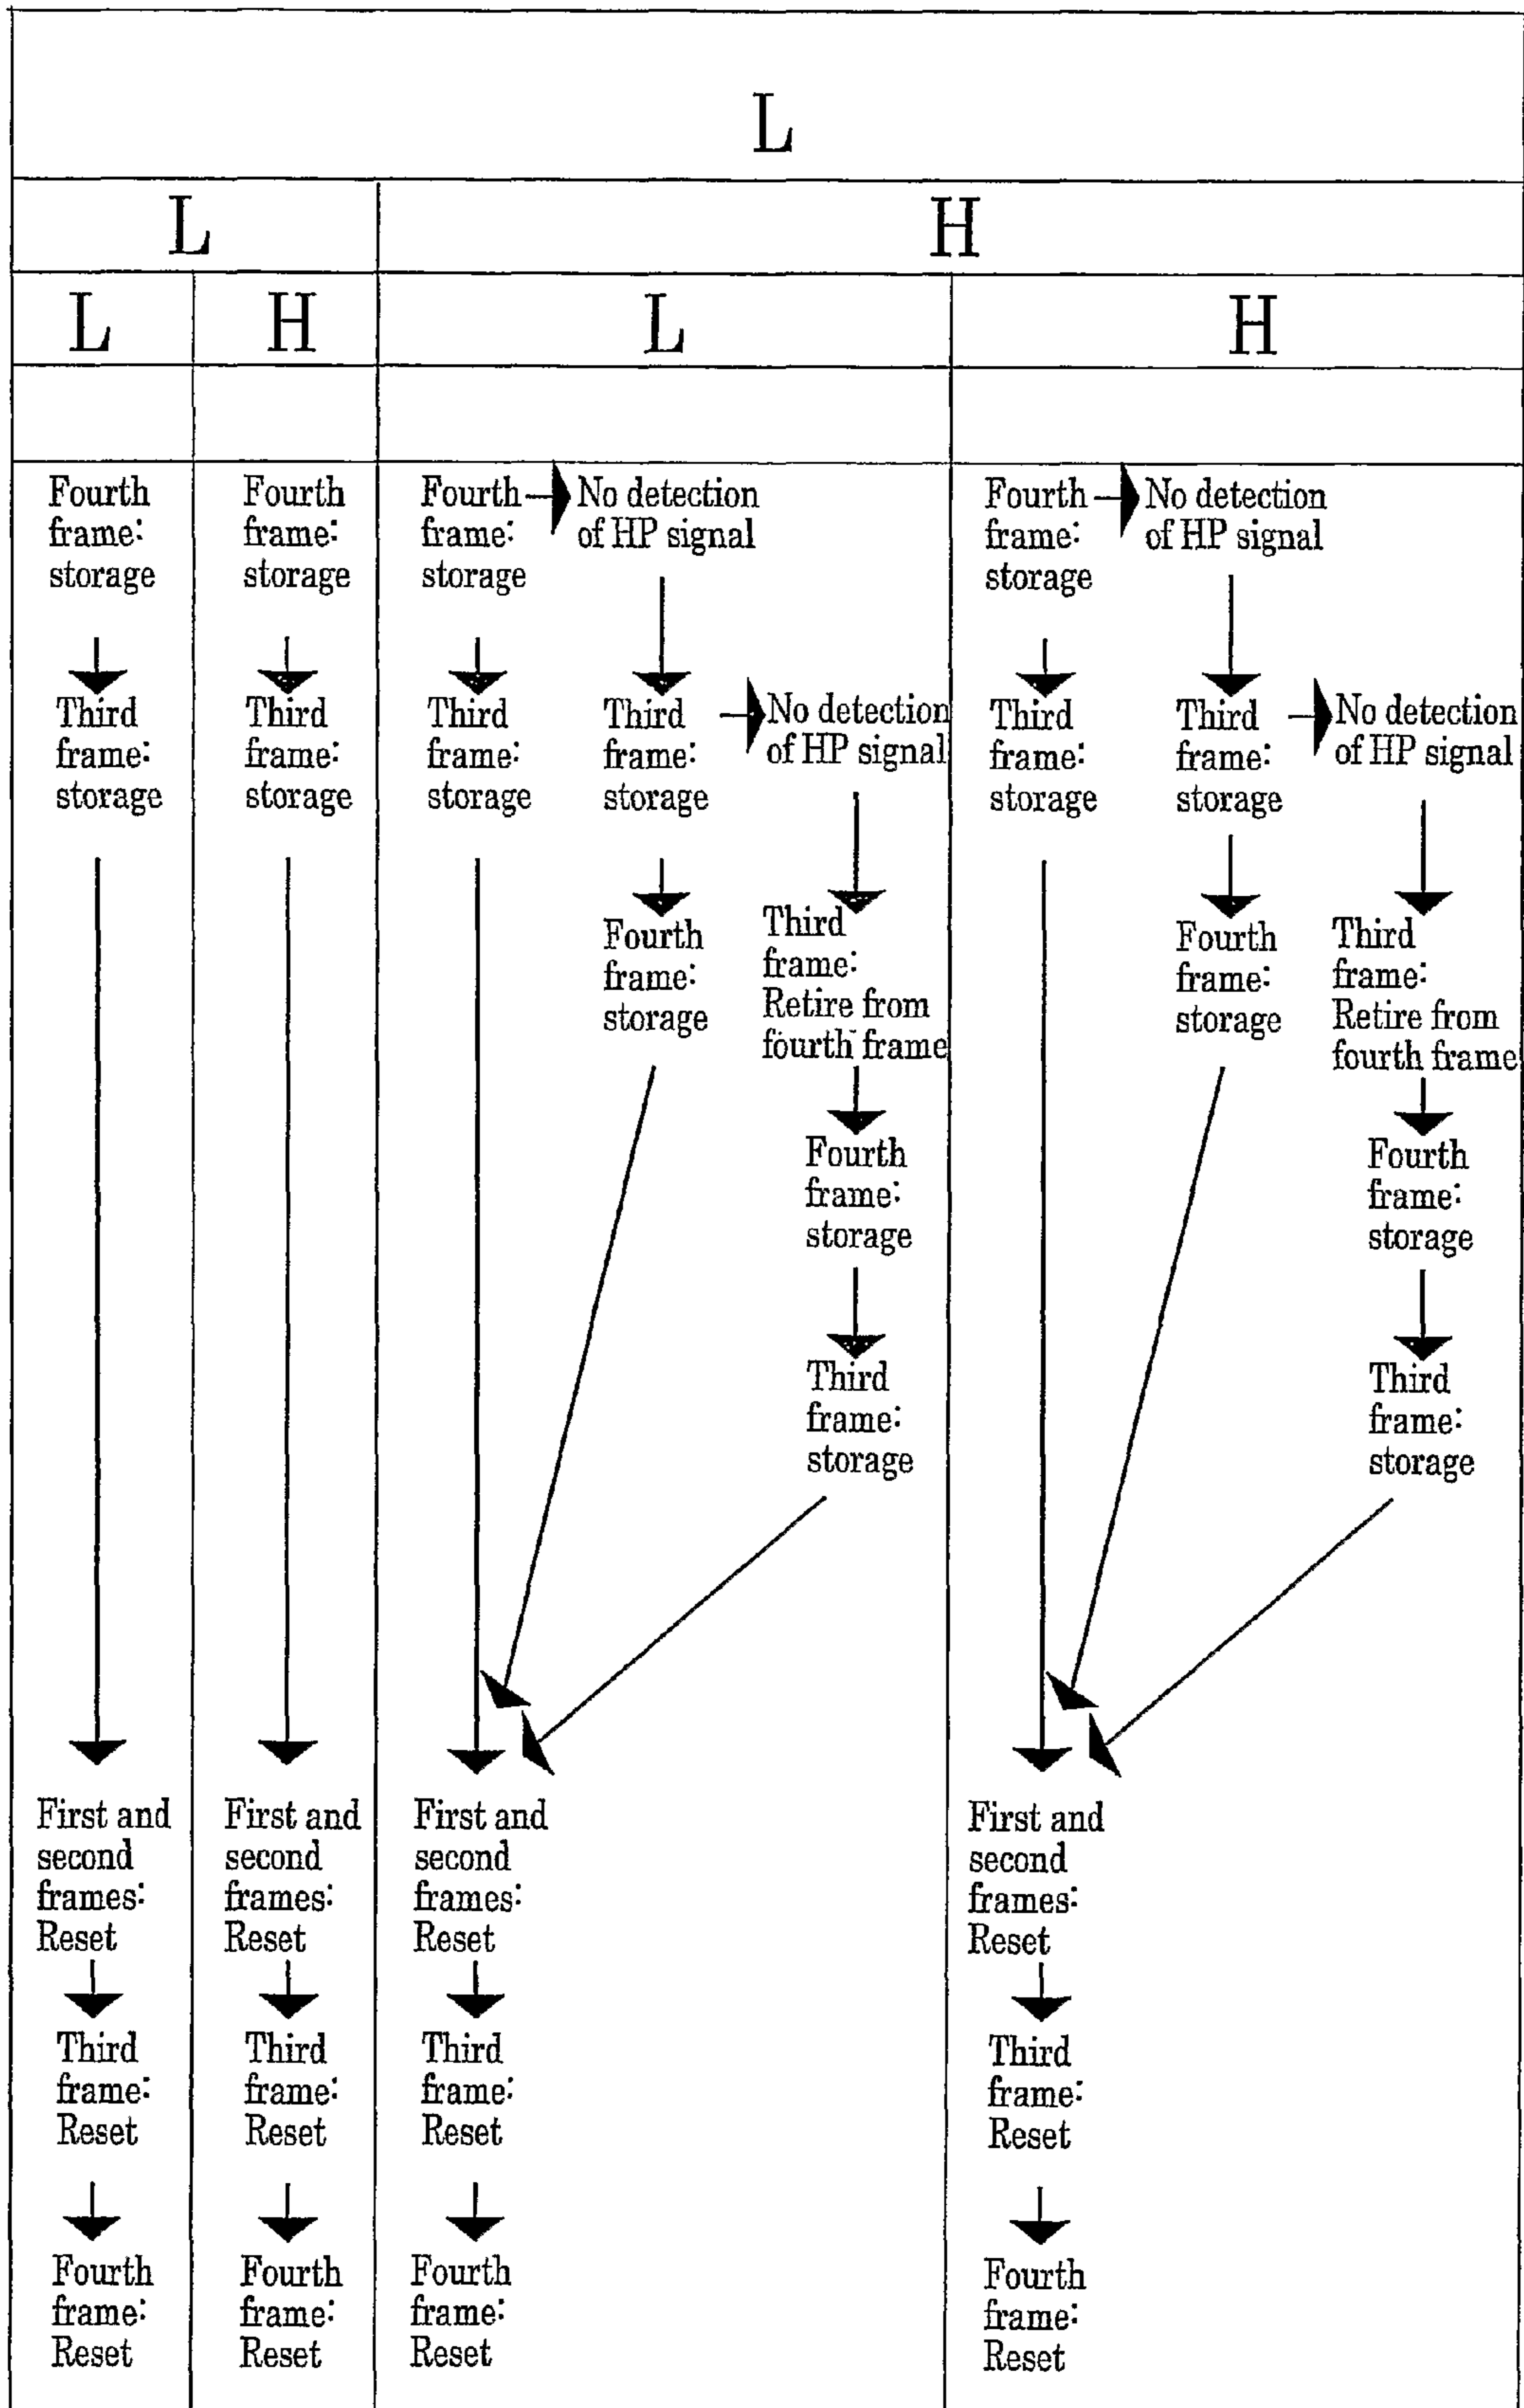 L
L
H
L
H
L
H
Fourth
frame:
storage
Third
frame:
storage
First and
second
frames:
Reset
Third
frame:
Reset
Fourth
frame:
Reset
Fourth
frame:
storage
Third
frame:
storage
First and
second
frames:
Reset
Third
frame:
Reset
Fourth
frame:
Reset
Fourth
frame:
storage
Third
frame:
storage
No detection
of HP signal
Third
frame:
storage
Fourth
frame:
storage
No detection
of HP signal
Third
frame:
Retire from
fourth frame
Fourth
frame:
storage
Third
frame:
storage
First and
second
frames:
Reset
Third
frame:
Reset
Fourth
frame:
Reset
Fourth
frame:
storage
Third
frame:
storage
No detection
of HP signal
Third
frame:
storage
Fourth
frame:
storage
No detection
of HP signal
Third
frame:
Retire from
fourth frame
Fourth
frame:
storage
Third
frame:
storage
First and
second
frames:
Reset
Third
frame:
Reset
Fourth
frame:
Reset